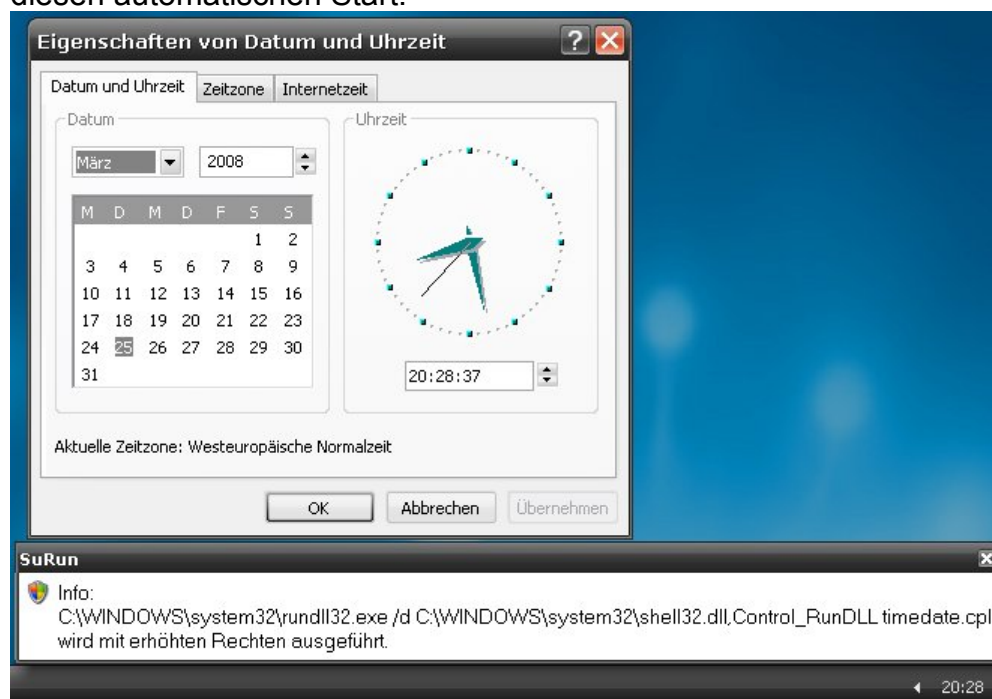 diesen automatischen Start.
Eigenschaften von Datum und Uhrzeit
Datum und Uhrzeit Zeitzone Internetzeit
Datum
Uhrzeit
März 2008
M D M D F S S
1 2
3 4 5 6 7 8 9
10 11 12 13 14 15 16
17 18 19 20 21 22 23
24 25 26 27 28 29 30
31
20:28:37
Aktuelle Zeitzone: Westeuropäische Normalzeit
OK Abbrechen Übernehmen
SuRun
Info:
C:\WINDOWS\system32\rundll32.exe /d C:\WINDOWS\system32\shell32.dll,Control_RunDLL timedate.cpl
wird mit erhöhten Rechten ausgeführt.
20:28